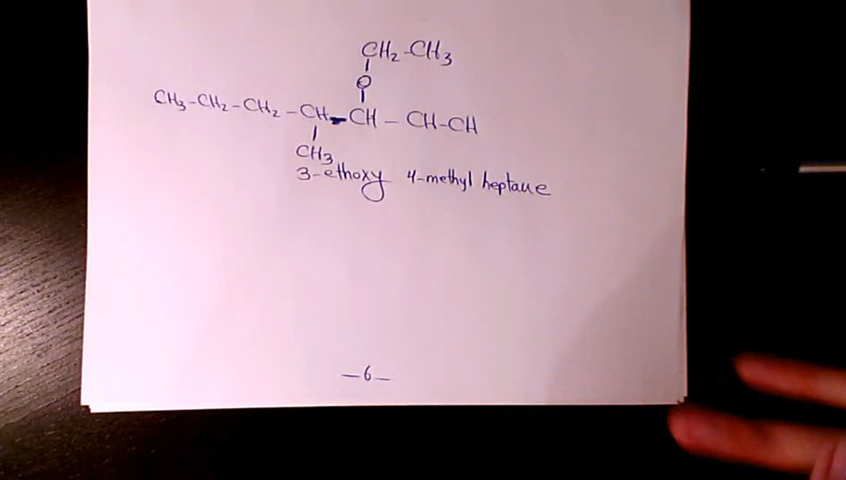 CH₂-CH₃
O
CH₃-CH₂-CH₂-CH-CH-CH-CH
CH₃
3-ethoxy 4-methyl heptane
-6-